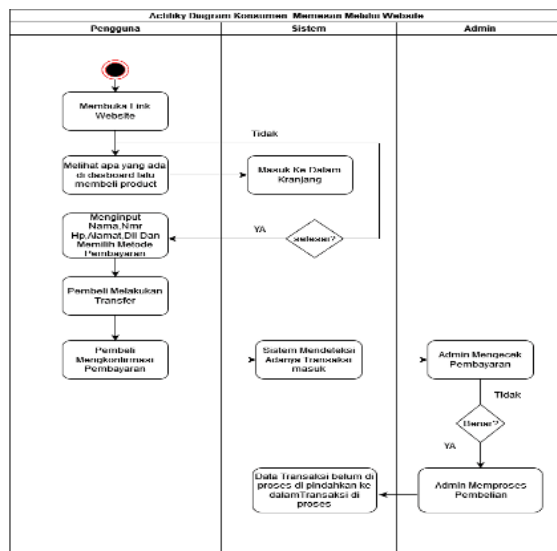 Actifiky Diagram Konsumen Memesan Melalui Website
Pengguna
Sistem
Admin
Membuka Link
Website
Tidak
Melihat apa yang ada
di dasboard lalu
membeli product
Masuk Ke Dalam
Kranjang
Menginput
Nama,Nmr
Hp,Alamat,Dll Dan
Memilih Metode
Pembayaran
YA
selesai?
Pembeli Melakukan
Transfer
Pembeli
Mengkonfirmasi
Pembayaran
Sistem Mendeteksi
Adanya Transaksi
masuk
Admin Mengecek
Pembayaran
Tidak
Benar?
YA
Data Transaksi belum di
proses di pindahkan ke
dalamTransaksi di
proses
Admin Memproses
Pembelian